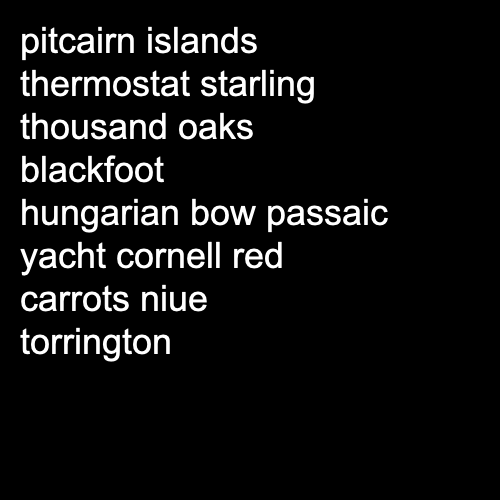 pitcairn islands
thermostat starling
thousand oaks
blackfoot
hungarian bow passaic
yacht cornell red
carrots niue
torrington